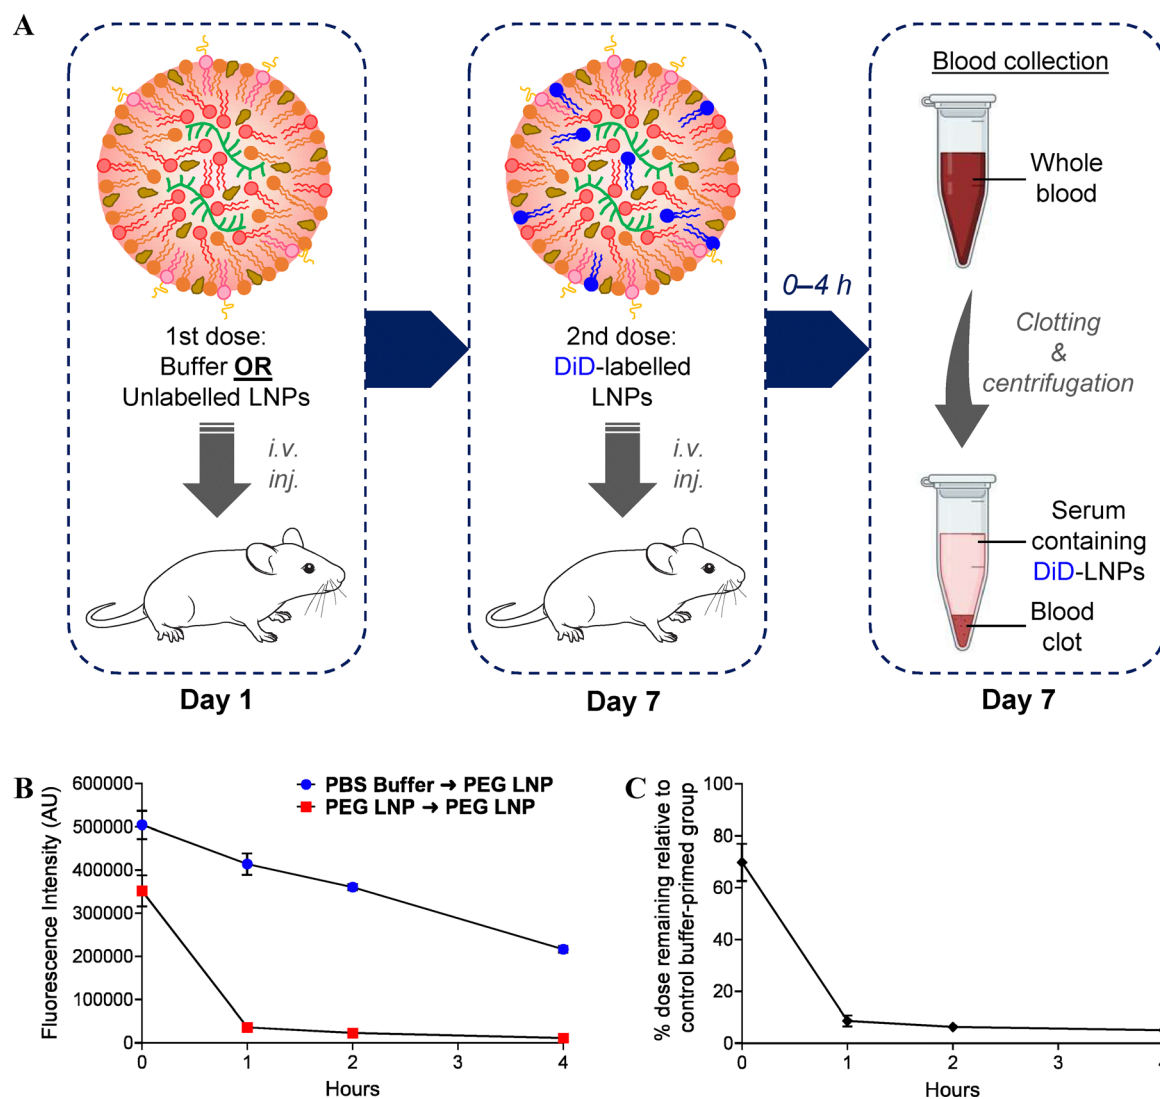 A
1st dose:
Buffer OR
Unlabelled LNPs
i.v.
inj.
Day 1
2nd dose:
DiD-labelled
LNPs
i.v.
inj.
Day 7
0–4 h
Blood collection
Whole
blood
Clotting
&
centrifugation
Serum
containing
DiD-LNPs
Blood
clot
Day 7
B
PBS Buffer → PEG LNP
PEG LNP → PEG LNP
Fluorescence Intensity (AU)
600000
500000
400000
300000
200000
100000
0
0 1 2 3 4
Hours
C
% dose remaining relative to
control buffer-primed group
100
80
60
40
20
0
0 1 2 3
Hours